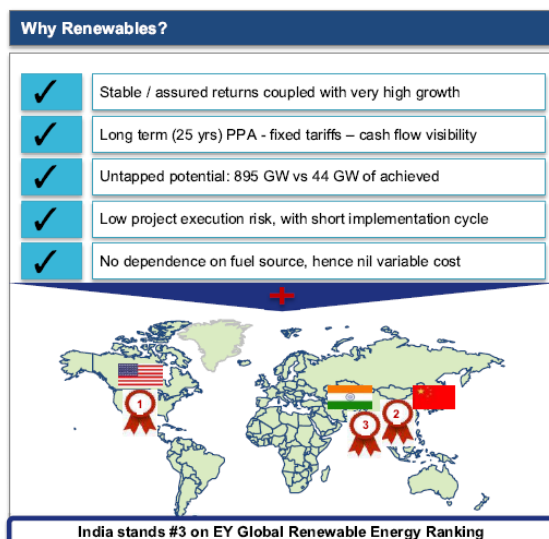 Why Renewables?
✓ Stable / assured returns coupled with very high growth
✓ Long term (25 yrs) PPA - fixed tariffs – cash flow visibility
✓ Untapped potential: 895 GW vs 44 GW of achieved
✓ Low project execution risk, with short implementation cycle
✓ No dependence on fuel source, hence nil variable cost
+
1
2
3
India stands #3 on EY Global Renewable Energy Ranking